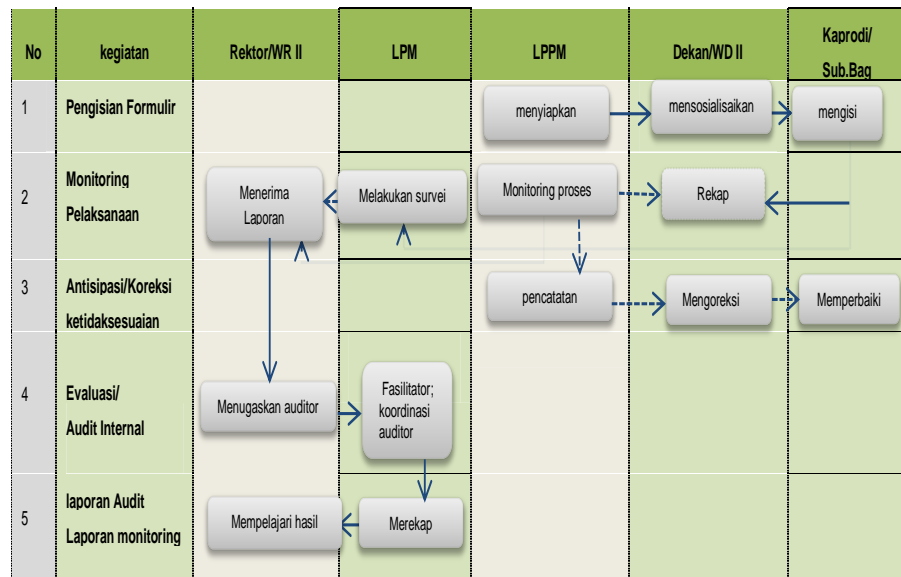 No
kegiatan
Rektor/WR II
LPM
LPPM
Dekan/WD II
Kaprodi/
Sub.Bag
1
Pengisian Formulir
menyiapkan
mensosialisaikan
mengisi
2
Monitoring
Pelaksanaan
Menerima
Laporan
Melakukan survei
Monitoring proses
Rekap
3
Antisipasi/Koreksi
ketidaksesuaian
pencatatan
Mengoreksi
Memperbaiki
4
Evaluasi/
Audit Internal
Menugaskan auditor
Fasilitator;
koordinasi
auditor
5
laporan Audit
Laporan monitoring
Mempelajari hasil
Merekap